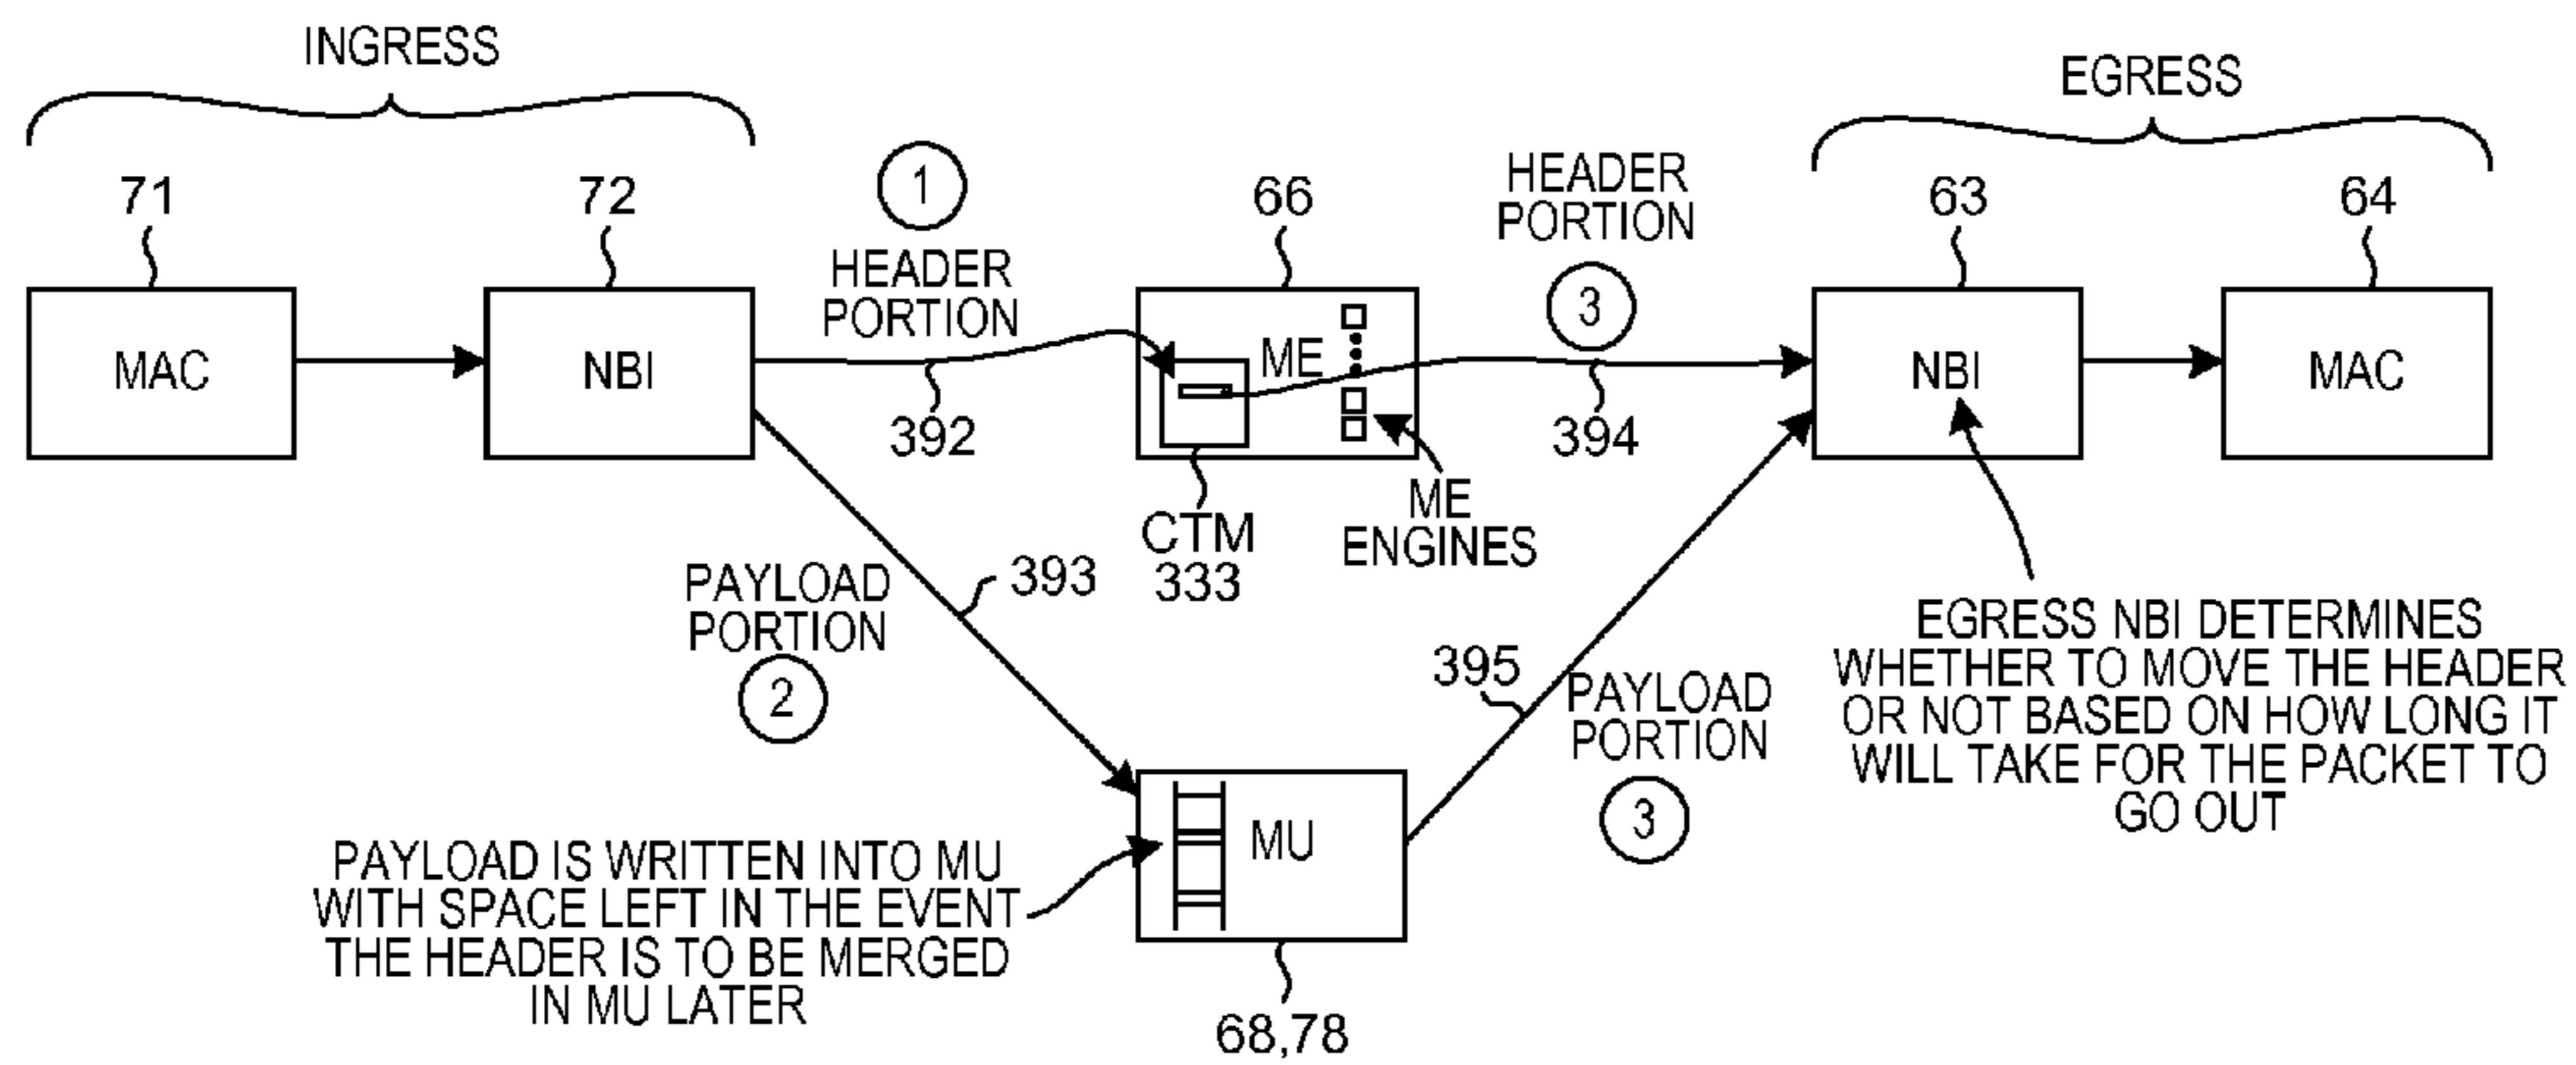 INGRESS
EGRESS
71
72
1
HEADER
PORTION
66
HEADER
PORTION
3
63
64
MAC
NBI
ME
NBI
MAC
392
394
CTM
333
ME
ENGINES
PAYLOAD
PORTION
2
393
395
PAYLOAD
PORTION
3
EGRESS NBI DETERMINES
WHETHER TO MOVE THE HEADER
OR NOT BASED ON HOW LONG IT
WILL TAKE FOR THE PACKET TO
GO OUT
MU
PAYLOAD IS WRITTEN INTO MU
WITH SPACE LEFT IN THE EVENT
THE HEADER IS TO BE MERGED
IN MU LATER
68,78